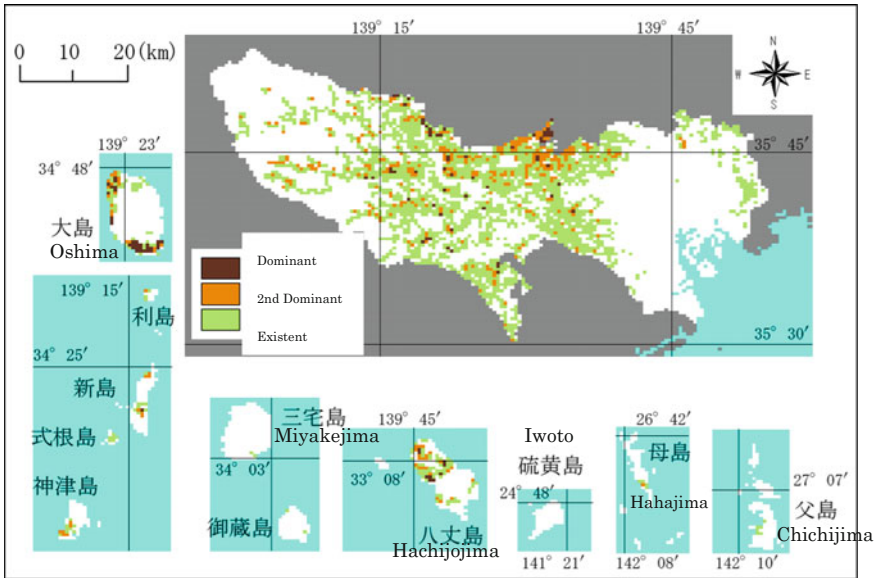 139° 15′
139° 45′
0 10 20 (km)
N
W E
S
139° 23′
34° 48′
35° 45′
大島
Oshima
Dominant
2nd Dominant
Existent
139° 15′
利島
35° 30′
34° 25′
新島
式根島
神津島
三宅島
Miyakejima
34° 03′
御蔵島
139° 45′
33° 08′
八丈島
Hachijojima
Iwoto
硫黄島
24° 48′
141° 21′
26° 42′
母島
Hahajima
142° 08′
27° 07′
父島
Chichijima
142° 10′